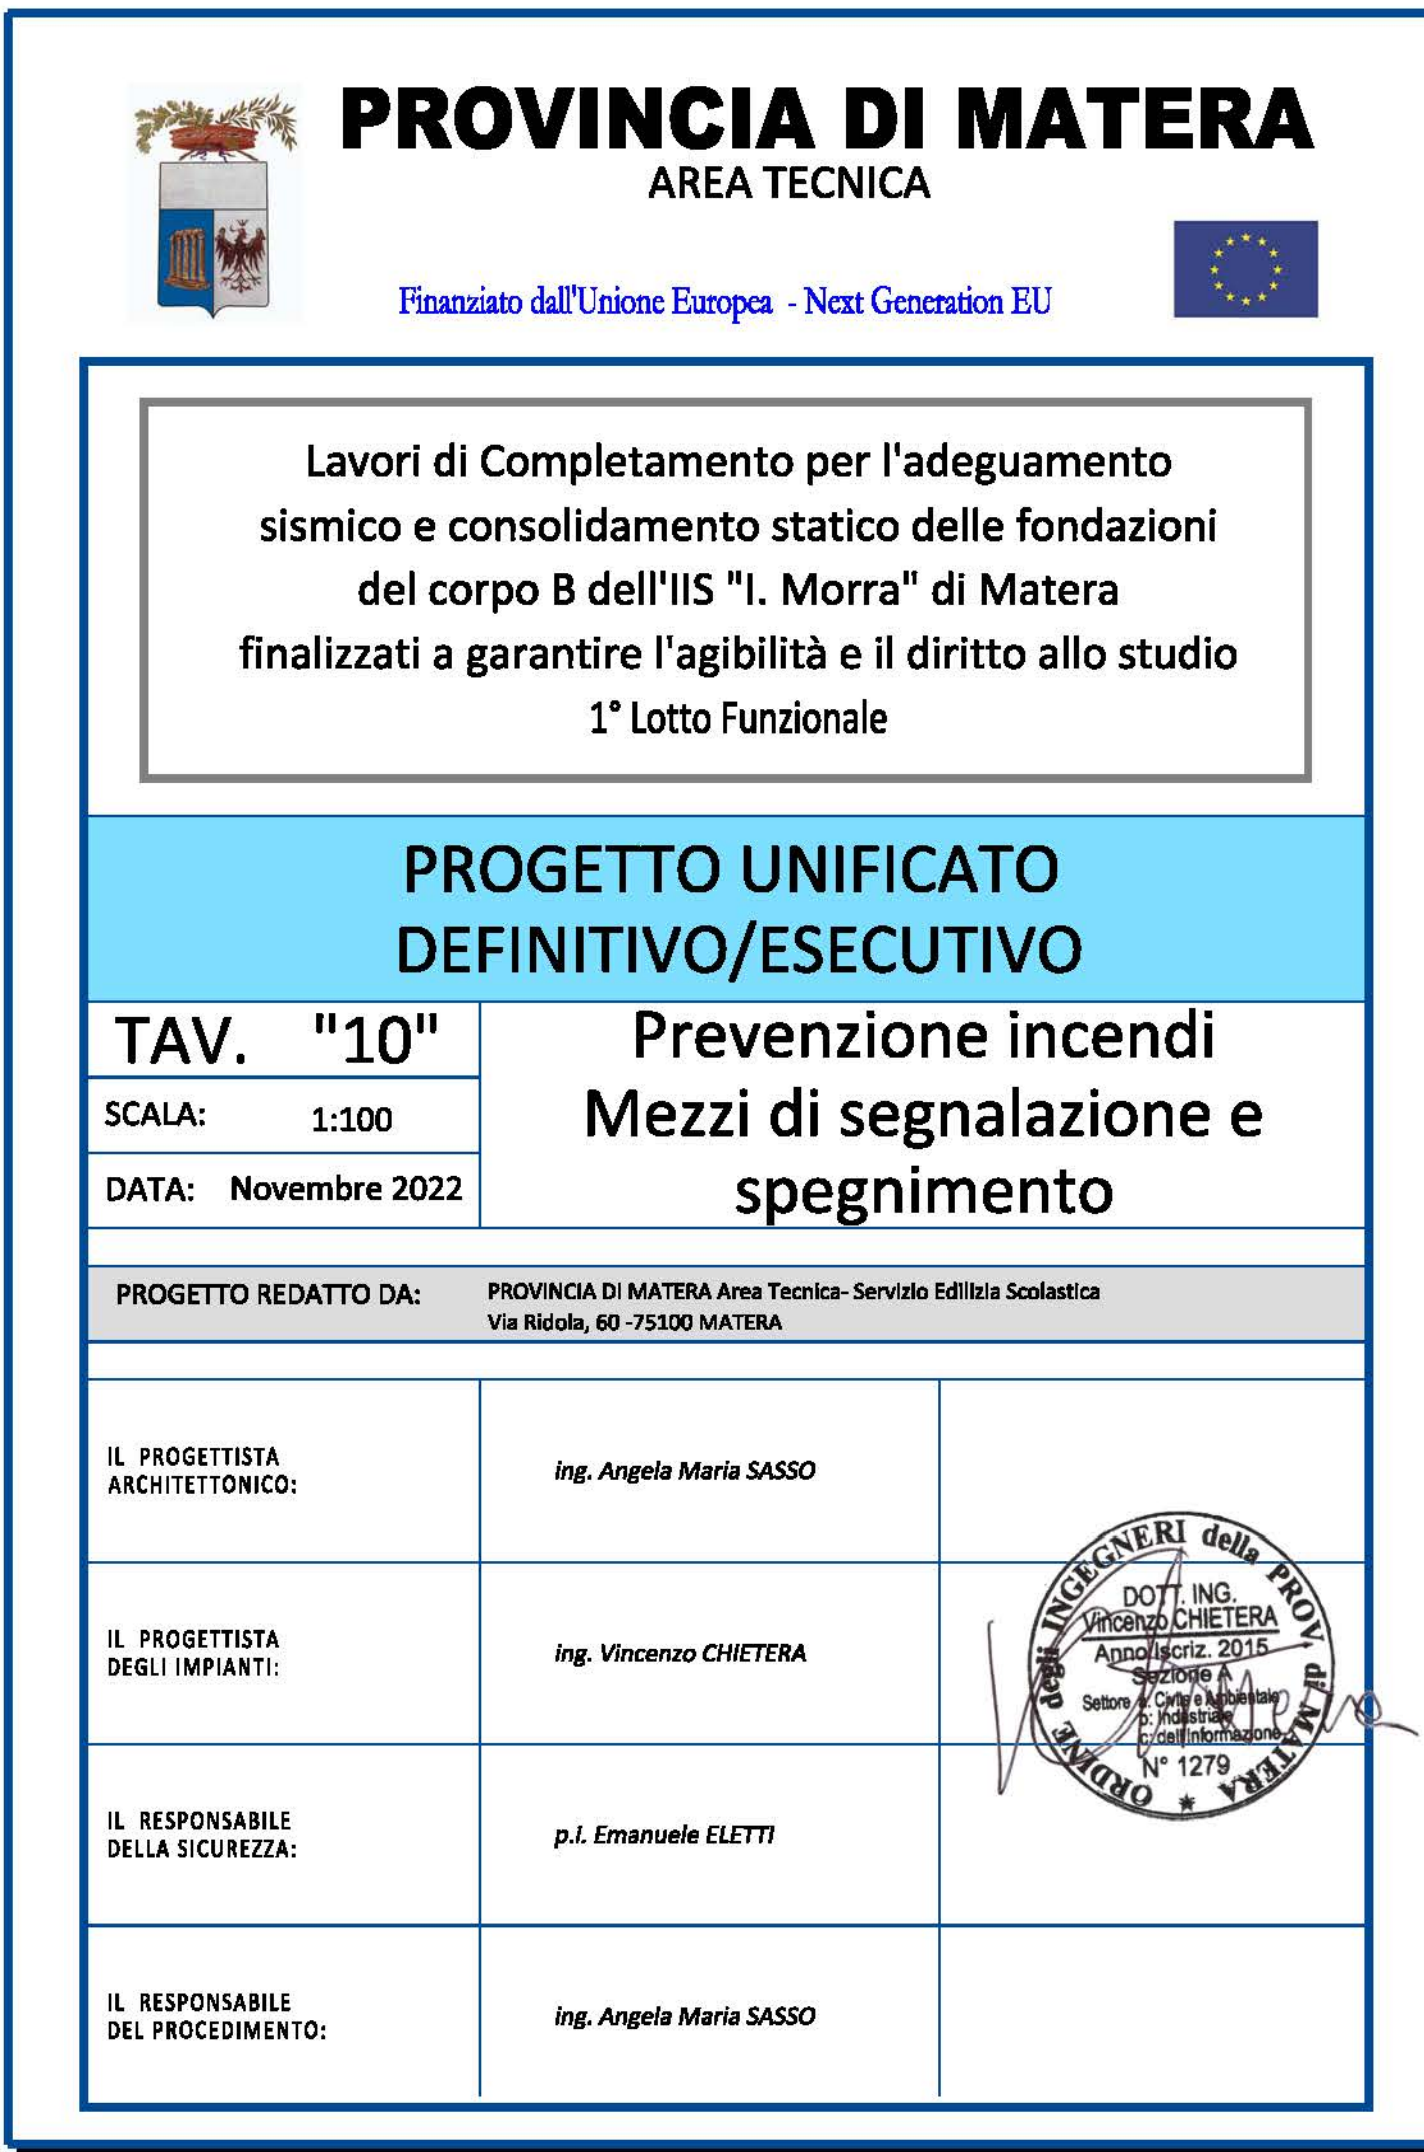 PROVINCIA DI MATERA
AREA TECNICA
Finanziato dall'Unione Europea - Next Generation EU
Lavori di Completamento per l'adeguamento
sismico e consolidamento statico delle fondazioni
del corpo B dell'IIS "I. Morra" di Matera
finalizzati a garantire l'agibilità e il diritto allo studio
1° Lotto Funzionale
PROGETTO UNIFICATO
DEFINITIVO/ESECUTIVO
TAV. "10"
SCALA: 1:100
DATA: Novembre 2022
Prevenzione incendi
Mezzi di segnalazione e
spegnimento
PROGETTO REDATTO DA:
PROVINCIA DI MATERA Area Tecnica- Servizio Edilizia Scolastica
Via Ridola, 60 -75100 MATERA
IL PROGETTISTA
ARCHITETTONICO:
ing. Angela Maria SASSO
IL PROGETTISTA
DEGLI IMPIANTI:
ing. Vincenzo CHIETERA
ORDINE degli INGEGNERI della PROV. di MATERA
DOTT. ING.
Vincenzo CHIETERA
Anno Iscriz. 2015
Sezione A
Settore a. Civile e Ambientale
b: Industriale
c: dell'Informazione
N° 1279
IL RESPONSABILE
DELLA SICUREZZA:
p.i. Emanuele ELETTI
IL RESPONSABILE
DEL PROCEDIMENTO:
ing. Angela Maria SASSO